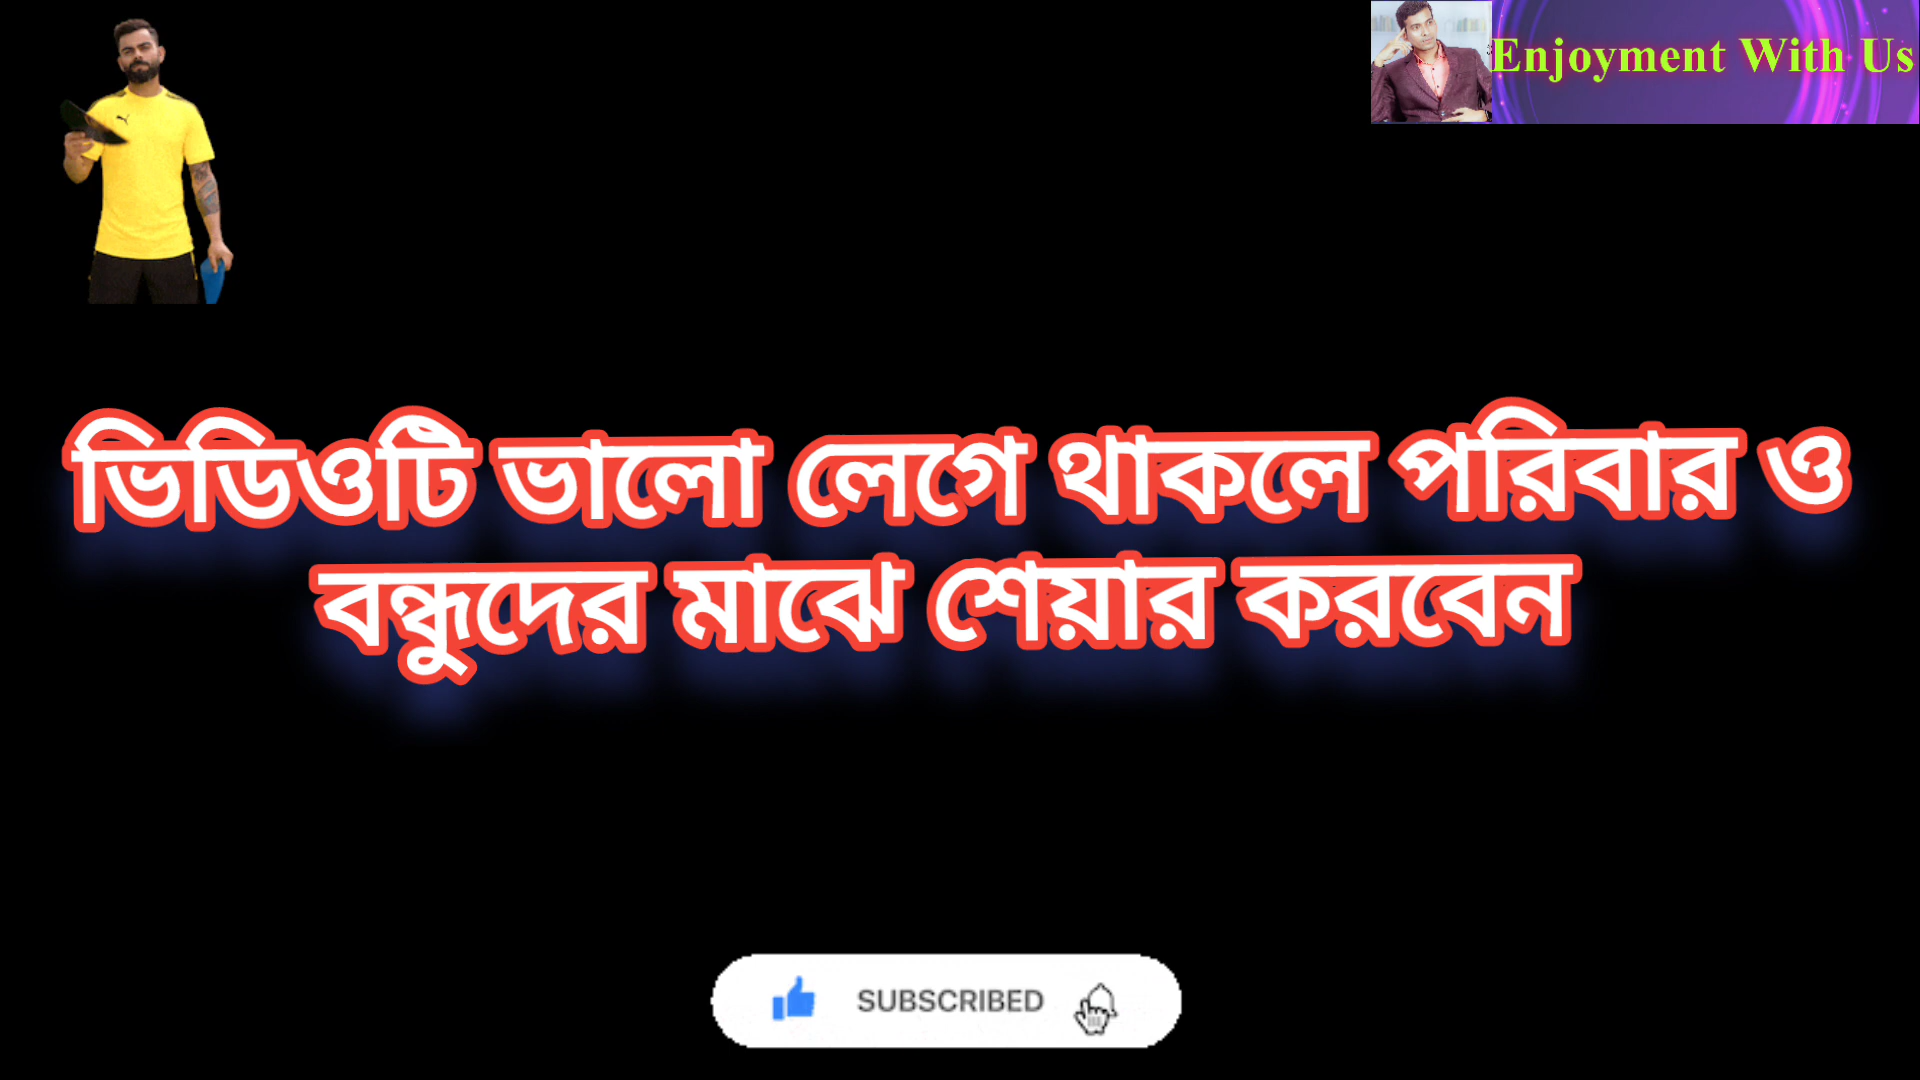 Enjoyment With Us
ভিডিওটি ভালো লেগে থাকলে পরিবার ও
বন্ধুদের মাঝে শেয়ার করবেন
SUBSCRIBED